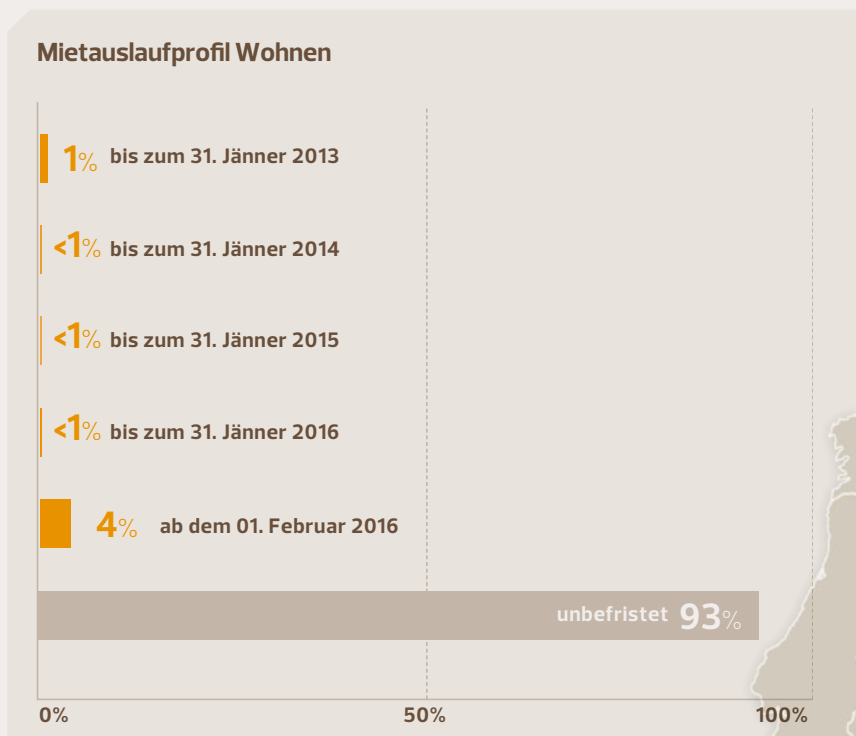 Mietauslaufprofil Wohnen
1% bis zum 31. Jänner 2013
<1% bis zum 31. Jänner 2014
<1% bis zum 31. Jänner 2015
<1% bis zum 31. Jänner 2016
4% ab dem 01. Februar 2016
unbefristet 93%
0% 50% 100%